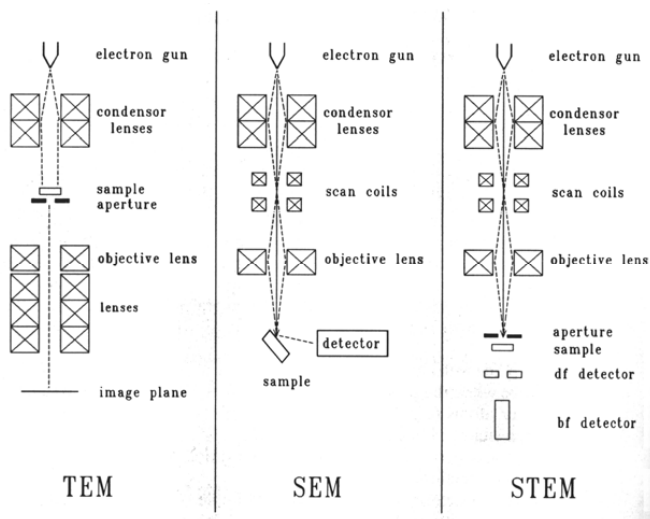 electron gun
condensor
lenses
sample
aperture
objective lens
lenses
image plane
TEM
electron gun
condensor
lenses
scan coils
objective lens
detector
sample
SEM
electron gun
condensor
lenses
scan coils
objective lens
aperture
sample
df detector
bf detector
STEM